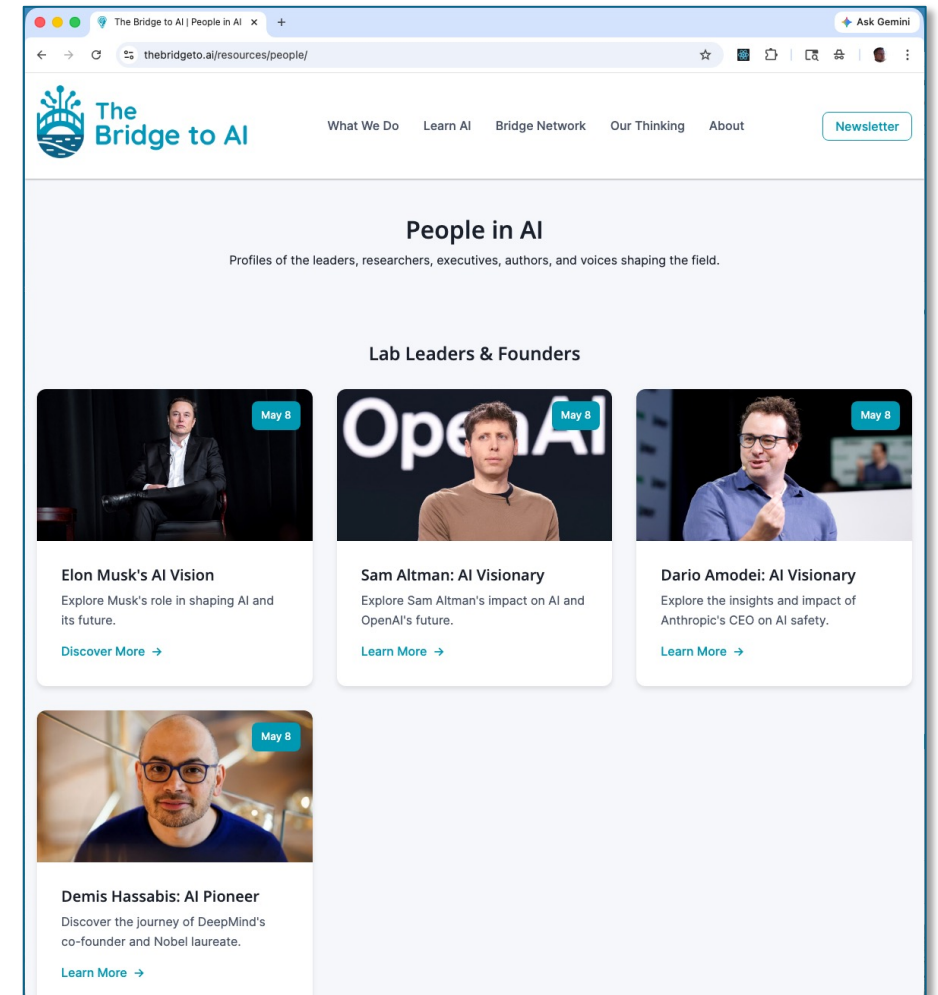 The Bridge to AI | People in AI
Ask Gemini
thebridgeto.ai/resources/people/
The
Bridge to AI
What We Do
Learn AI
Bridge Network
Our Thinking
About
Newsletter
People in AI
Profiles of the leaders, researchers, executives, authors, and voices shaping the field.
Lab Leaders & Founders
May 8
Elon Musk's AI Vision
Explore Musk's role in shaping AI and
its future.
Discover More →
OpenAI
May 8
Sam Altman: AI Visionary
Explore Sam Altman's impact on AI and
OpenAI's future.
Learn More →
May 8
Dario Amodei: AI Visionary
Explore the insights and impact of
Anthropic's CEO on AI safety.
Learn More →
May 8
Demis Hassabis: AI Pioneer
Discover the journey of DeepMind's
co-founder and Nobel laureate.
Learn More →